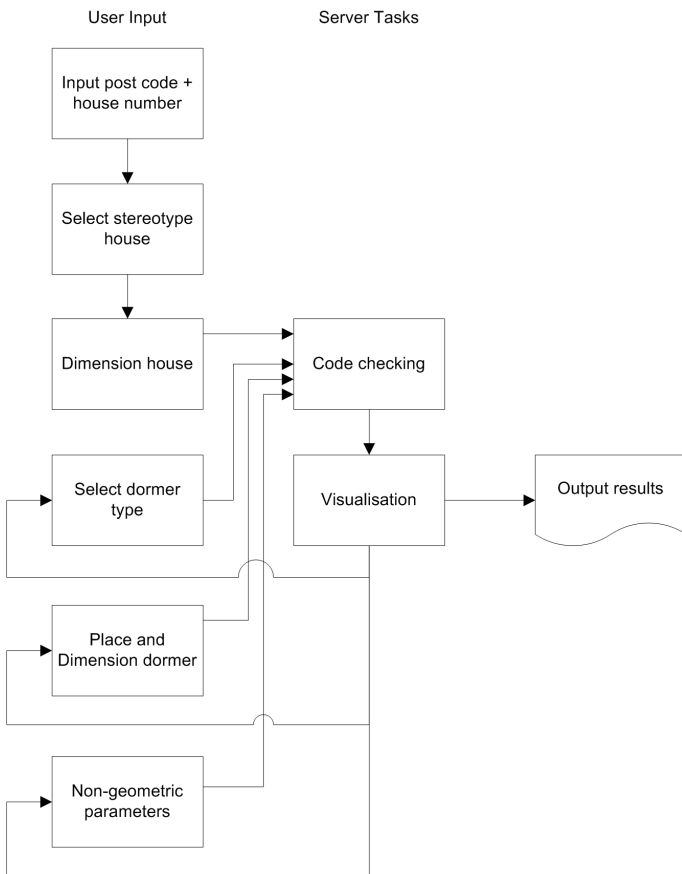 User Input
Server Tasks
Input post code +
house number
Select stereotype
house
Dimension house
Code checking
Select dormer
type
Visualisation
Output results
Place and
Dimension dormer
Non-geometric
parameters